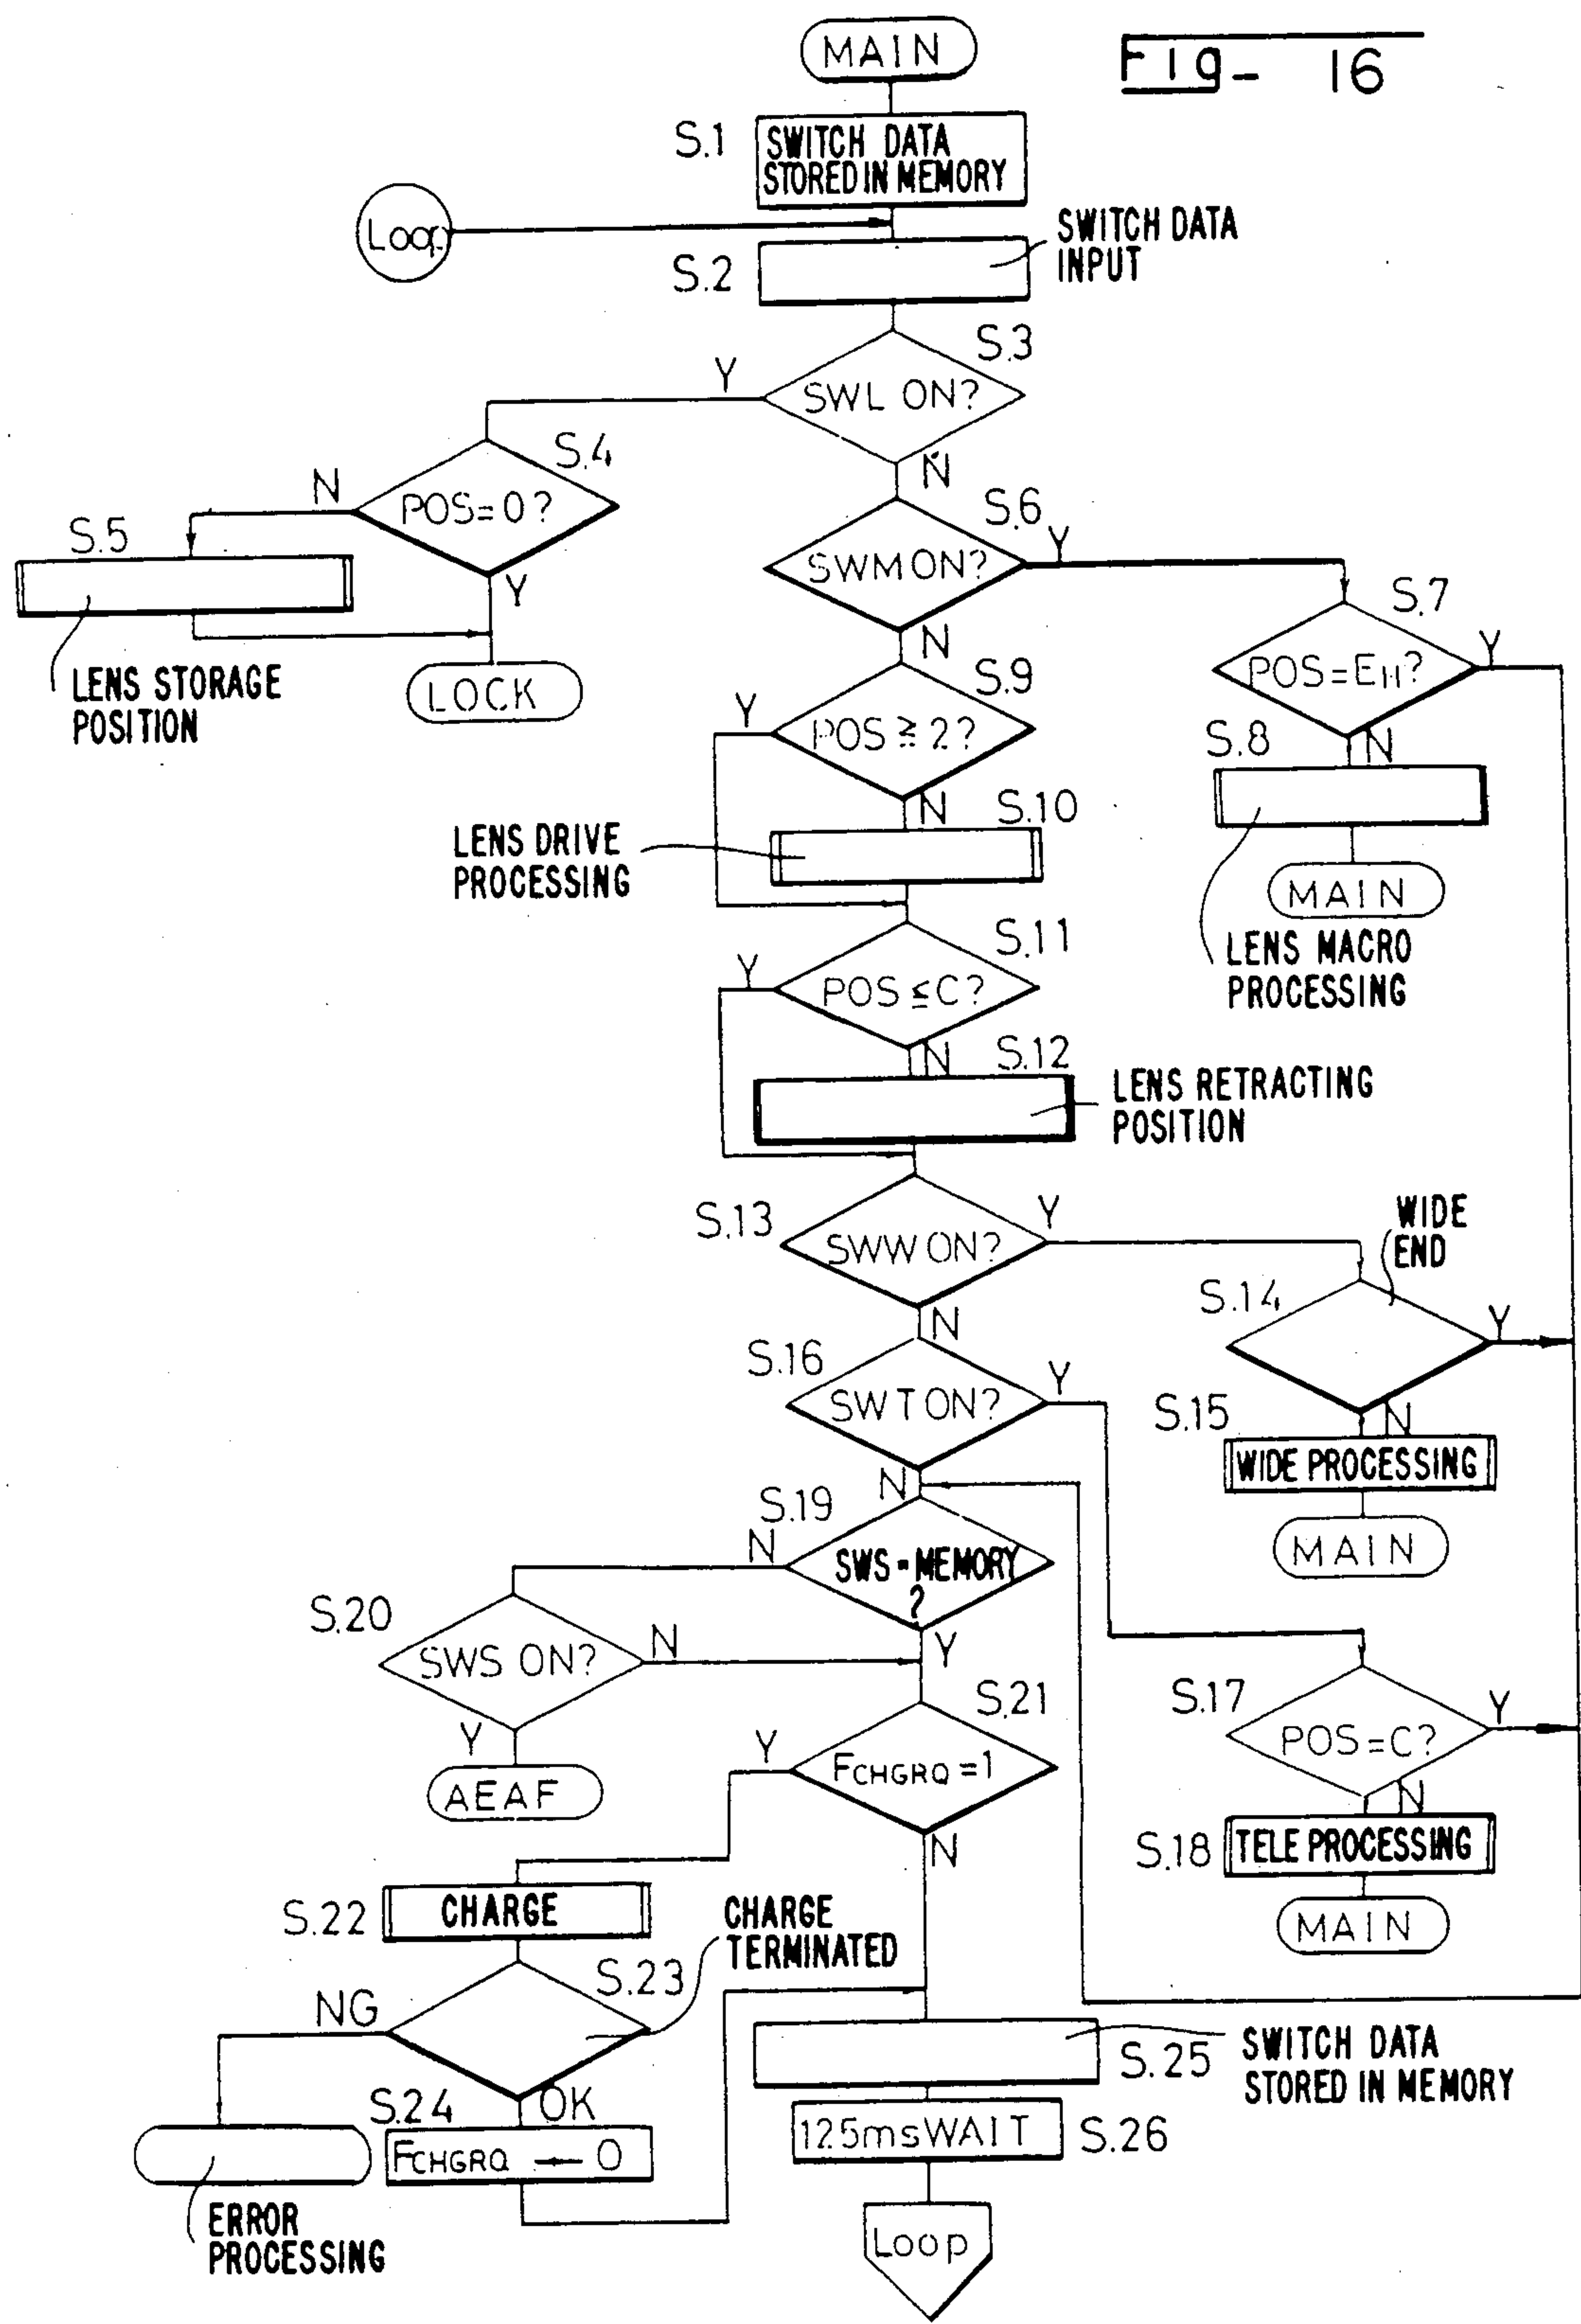 MAIN
Fig- 16
S.1
SWITCH DATA
STORED IN MEMORY
Loop
S.2
SWITCH DATA
INPUT
S.3
SWL ON?
Y
N
S.4
POS=0?
N
Y
S.5
LENS STORAGE
POSITION
LOCK
S.6
SWM ON?
Y
N
S.7
POS=EH?
Y
N
S.8
LENS MACRO
PROCESSING
MAIN
S.9
POS≧2?
Y
N
S.10
LENS DRIVE
PROCESSING
S.11
POS≤C?
Y
N
S.12
LENS RETRACTING
POSITION
S.13
SWW ON?
Y
N
WIDE
END
S.14
Y
N
S.15
WIDE PROCESSING
MAIN
S.16
SWT ON?
Y
N
S.17
POS=C?
Y
N
S.18
TELE PROCESSING
MAIN
S.19
SWS=MEMORY
?
N
Y
S.20
SWS ON?
N
Y
AEAF
S.21
FCHGRQ=1
Y
N
S.22
CHARGE
S.23
CHARGE
TERMINATED
NG
OK
ERROR
PROCESSING
S.24
FCHGRQ ← 0
S.25
SWITCH DATA
STORED IN MEMORY
125msWAIT
S.26
Loop